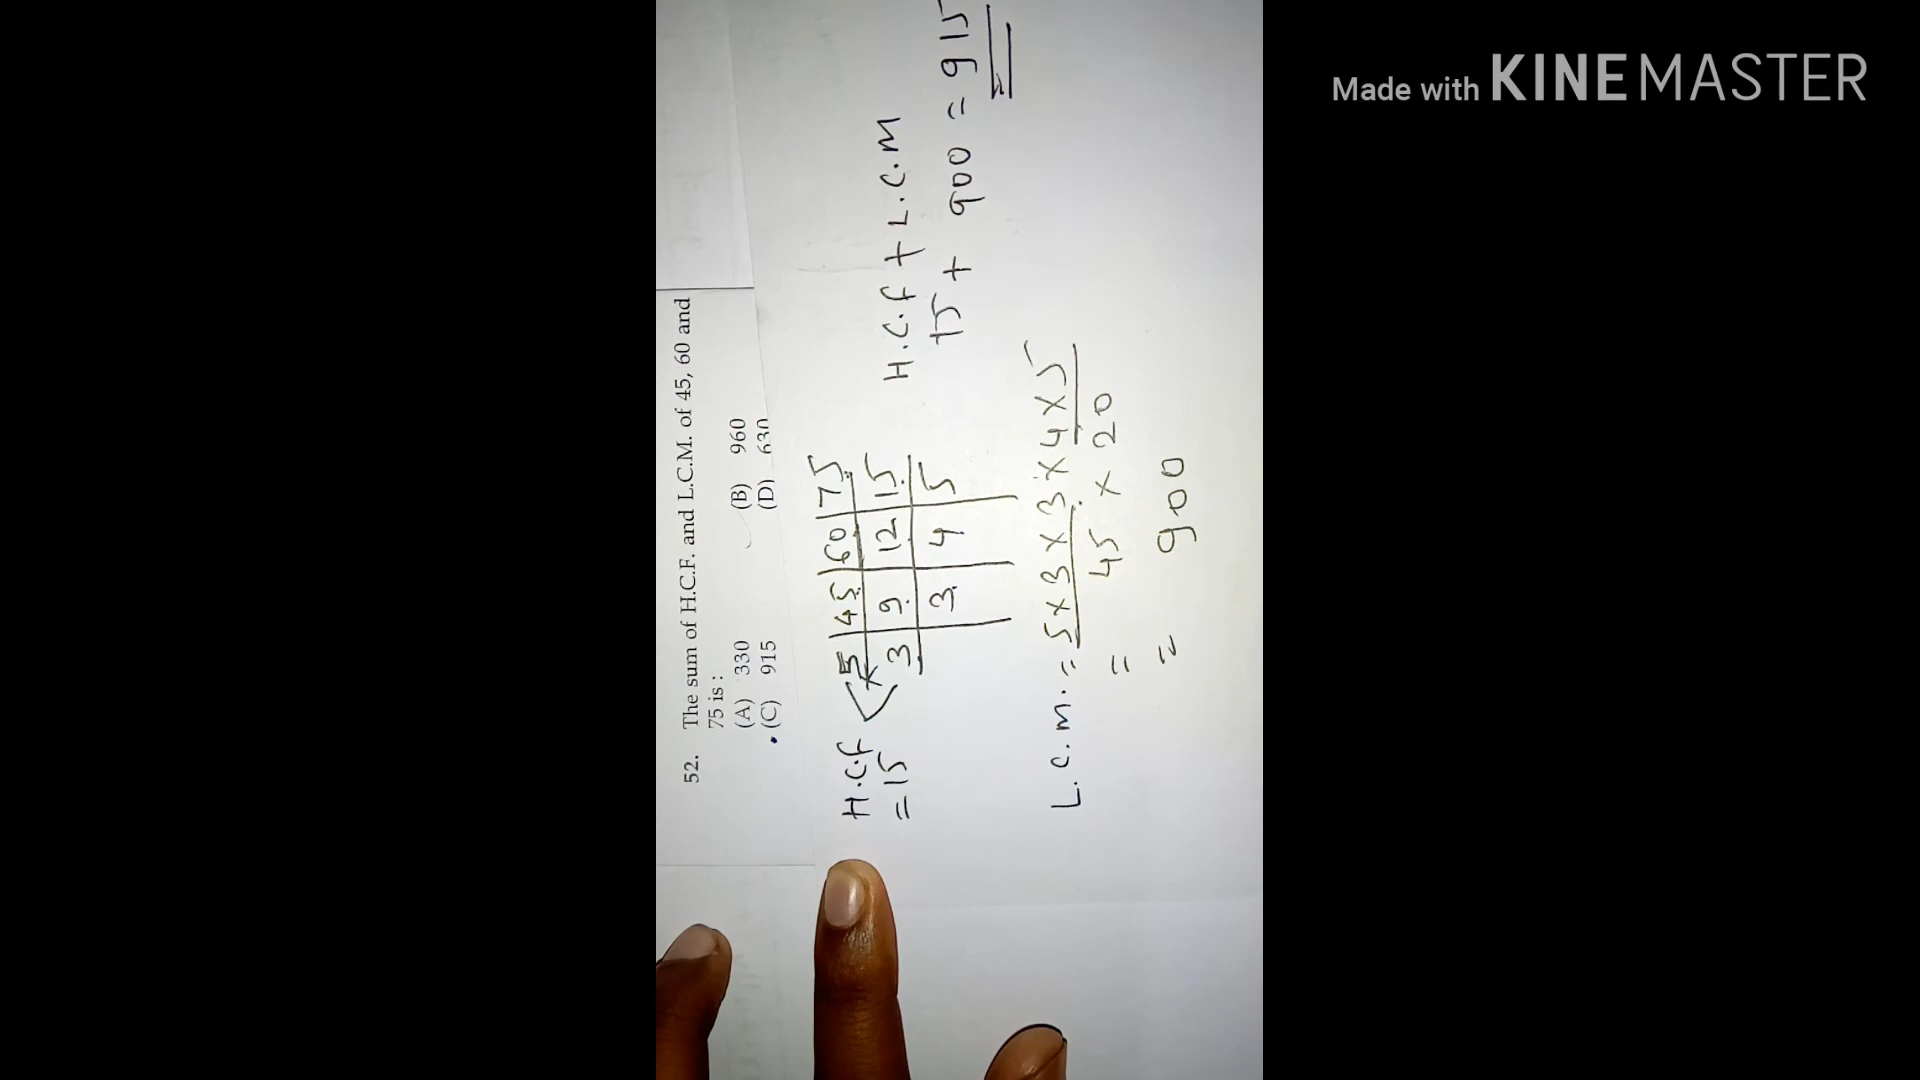 Made with KINEMASTER
52. The sum of H.C.F. and L.C.M. of 45, 60 and
75 is :
(A) 330 (B) 960
(C) 915 (D) 630
H.C.f 5 45 60 75
= 15 3 9 12 15
3 4 5
H.C.f + L.C.M
15 + 900 = 915
L.C.M. = 5 x 3 x 3 x 4 x 5
= 45 x 20
= 900